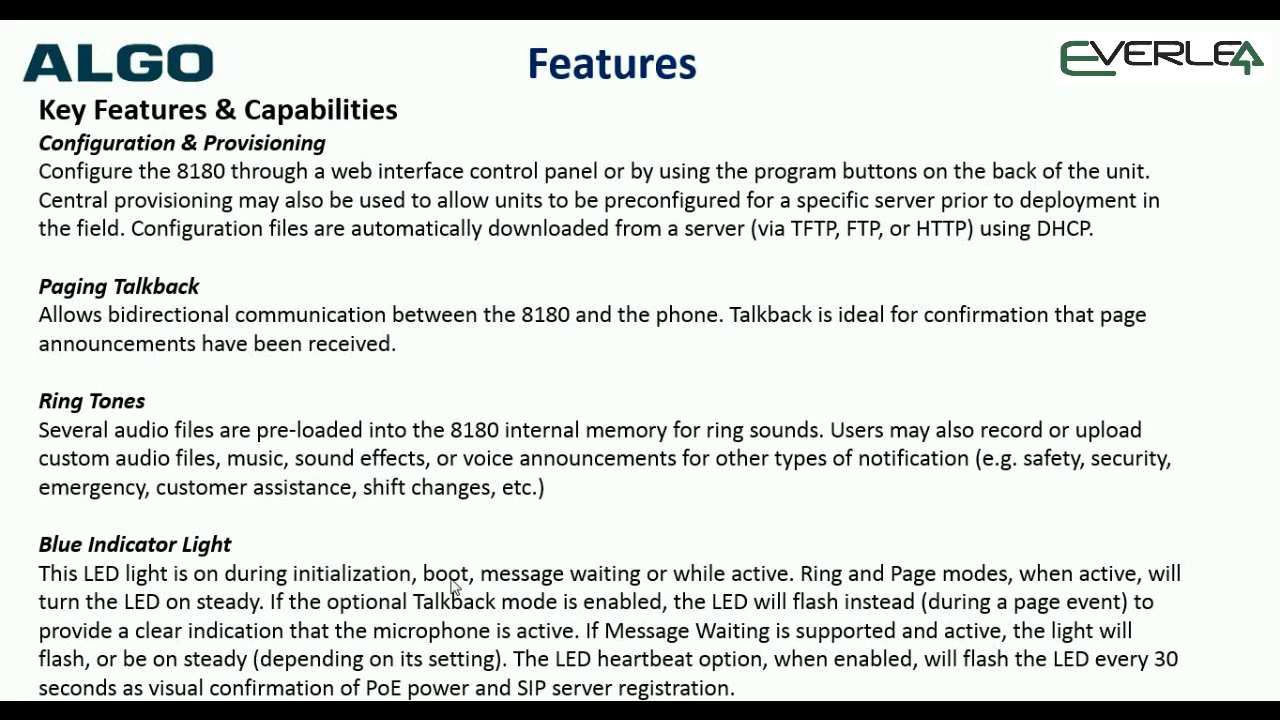 ALGO
Features
EVERLEA
Key Features & Capabilities
Configuration & Provisioning
Configure the 8180 through a web interface control panel or by using the program buttons on the back of the unit.
Central provisioning may also be used to allow units to be preconfigured for a specific server prior to deployment in
the field. Configuration files are automatically downloaded from a server (via TFTP, FTP, or HTTP) using DHCP.
Paging Talkback
Allows bidirectional communication between the 8180 and the phone. Talkback is ideal for confirmation that page
announcements have been received.
Ring Tones
Several audio files are pre-loaded into the 8180 internal memory for ring sounds. Users may also record or upload
custom audio files, music, sound effects, or voice announcements for other types of notification (e.g. safety, security,
emergency, customer assistance, shift changes, etc.)
Blue Indicator Light
This LED light is on during initialization, boot, message waiting or while active. Ring and Page modes, when active, will
turn the LED on steady. If the optional Talkback mode is enabled, the LED will flash instead (during a page event) to
provide a clear indication that the microphone is active. If Message Waiting is supported and active, the light will
flash, or be on steady (depending on its setting). The LED heartbeat option, when enabled, will flash the LED every 30
seconds as visual confirmation of PoE power and SIP server registration.